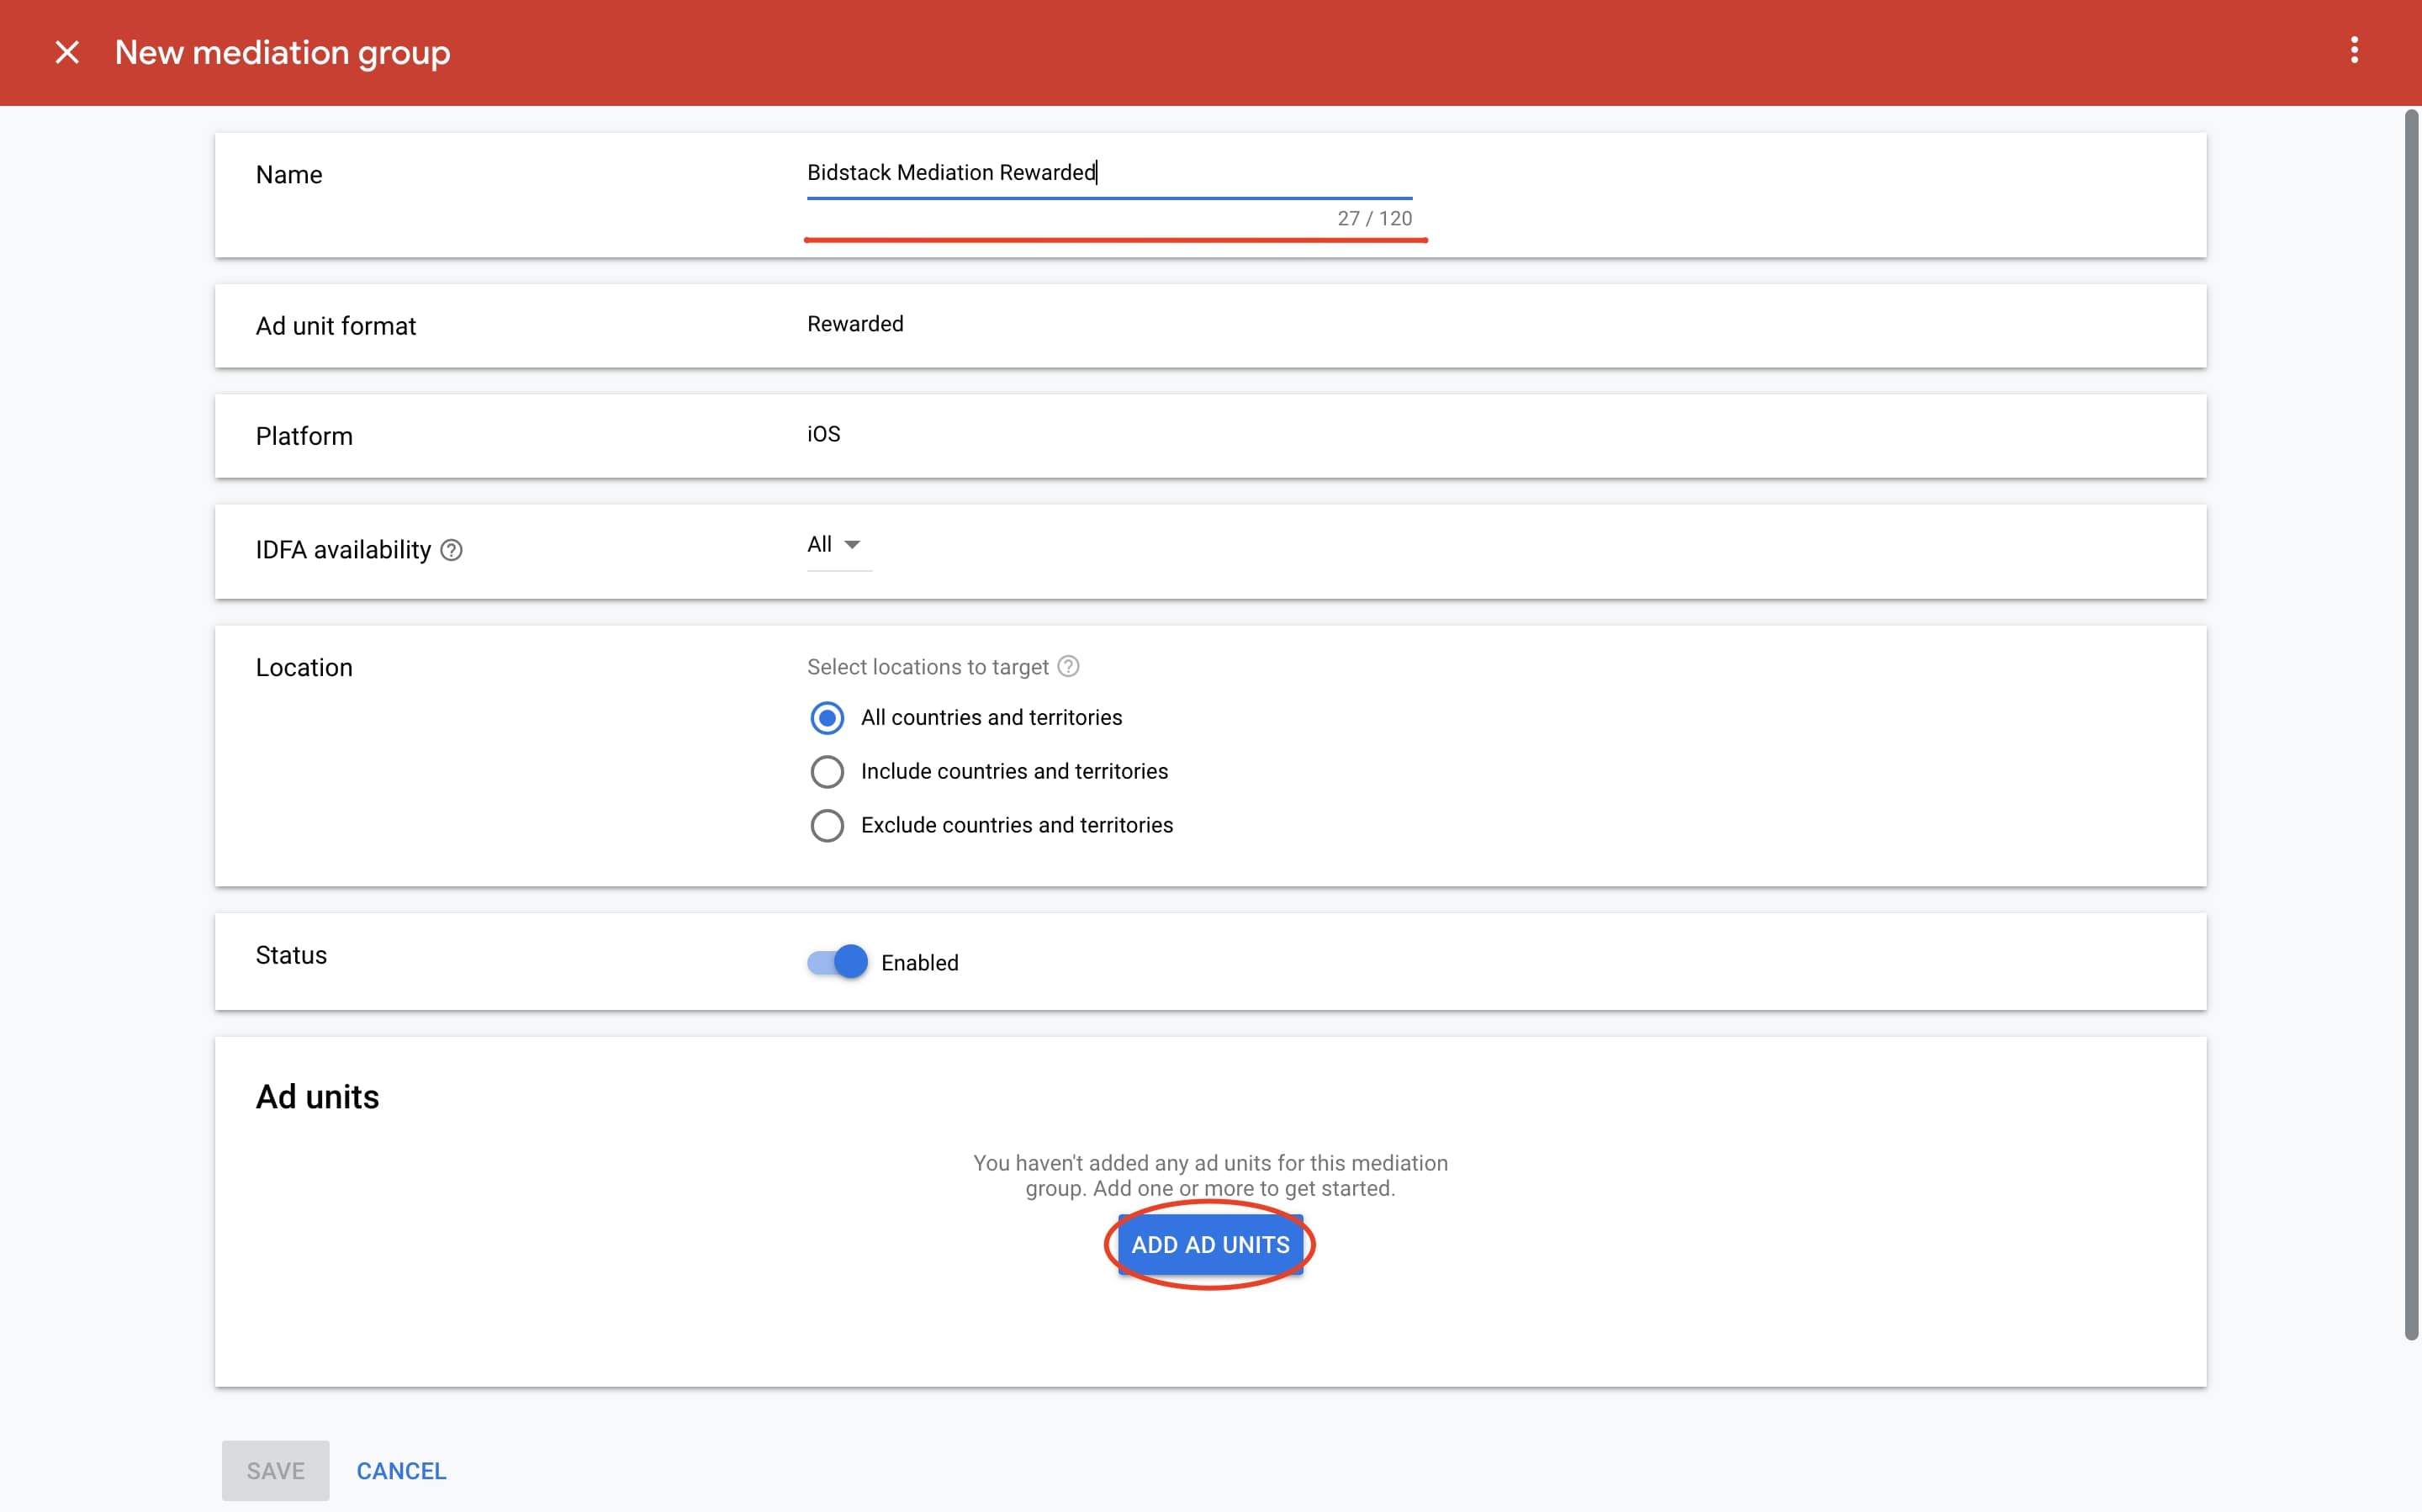 New mediation group
Name
Bidstack Mediation Rewarded
27 / 120
Ad unit format
Rewarded
Platform
iOS
IDFA availability
All
Location
Select locations to target
All countries and territories
Include countries and territories
Exclude countries and territories
Status
Enabled
Ad units
You haven't added any ad units for this mediation
group. Add one or more to get started.
ADD AD UNITS
SAVE
CANCEL